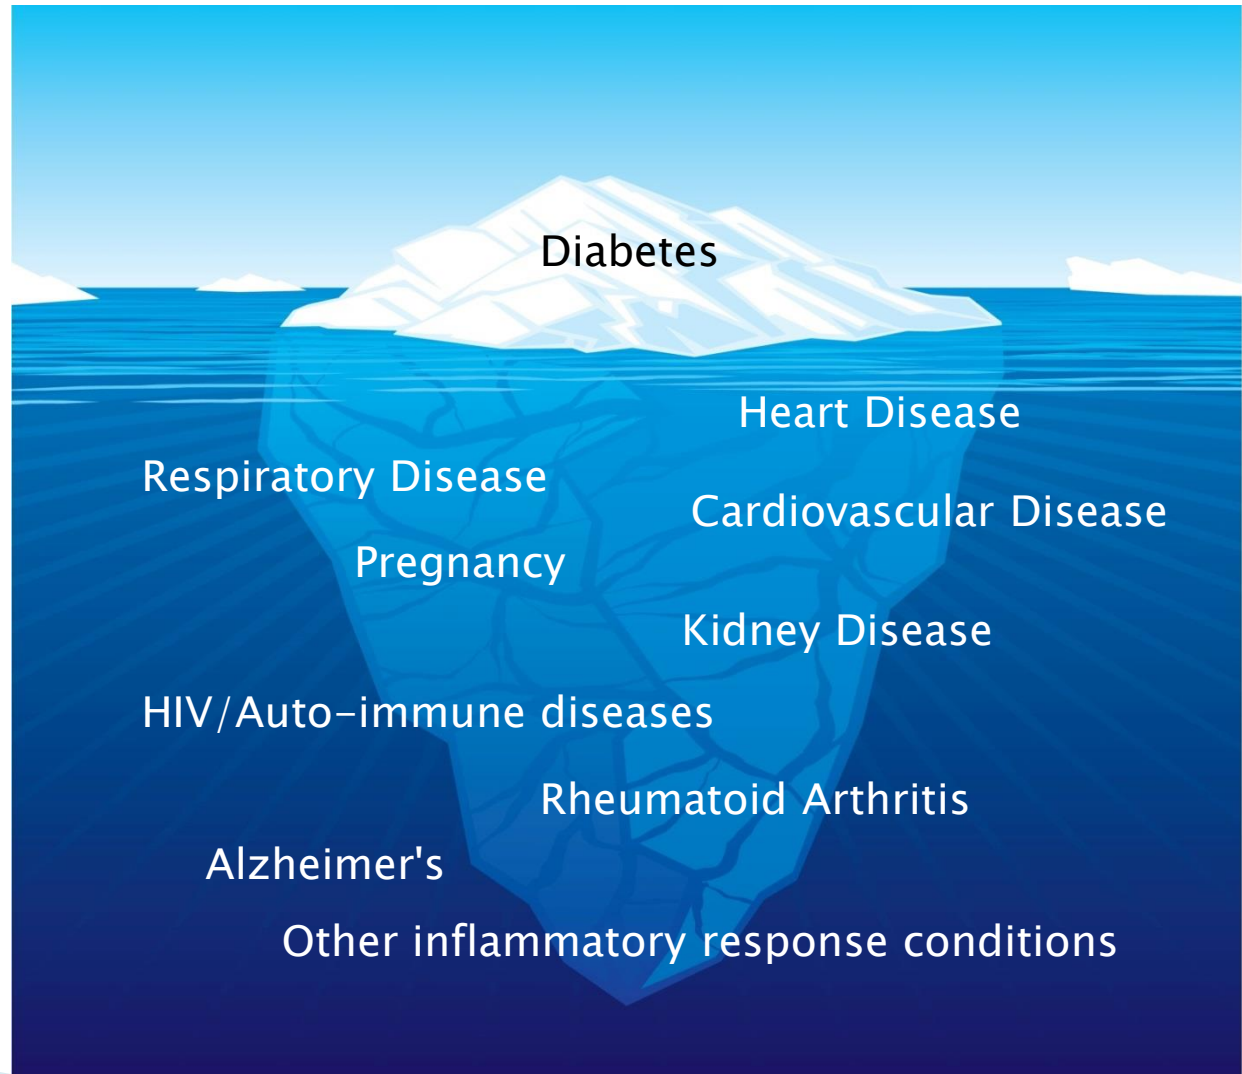 Diabetes
Heart Disease
Respiratory Disease
Cardiovascular Disease
Pregnancy
Kidney Disease
HIV/Auto-immune diseases
Rheumatoid Arthritis
Alzheimer's
Other inflammatory response conditions